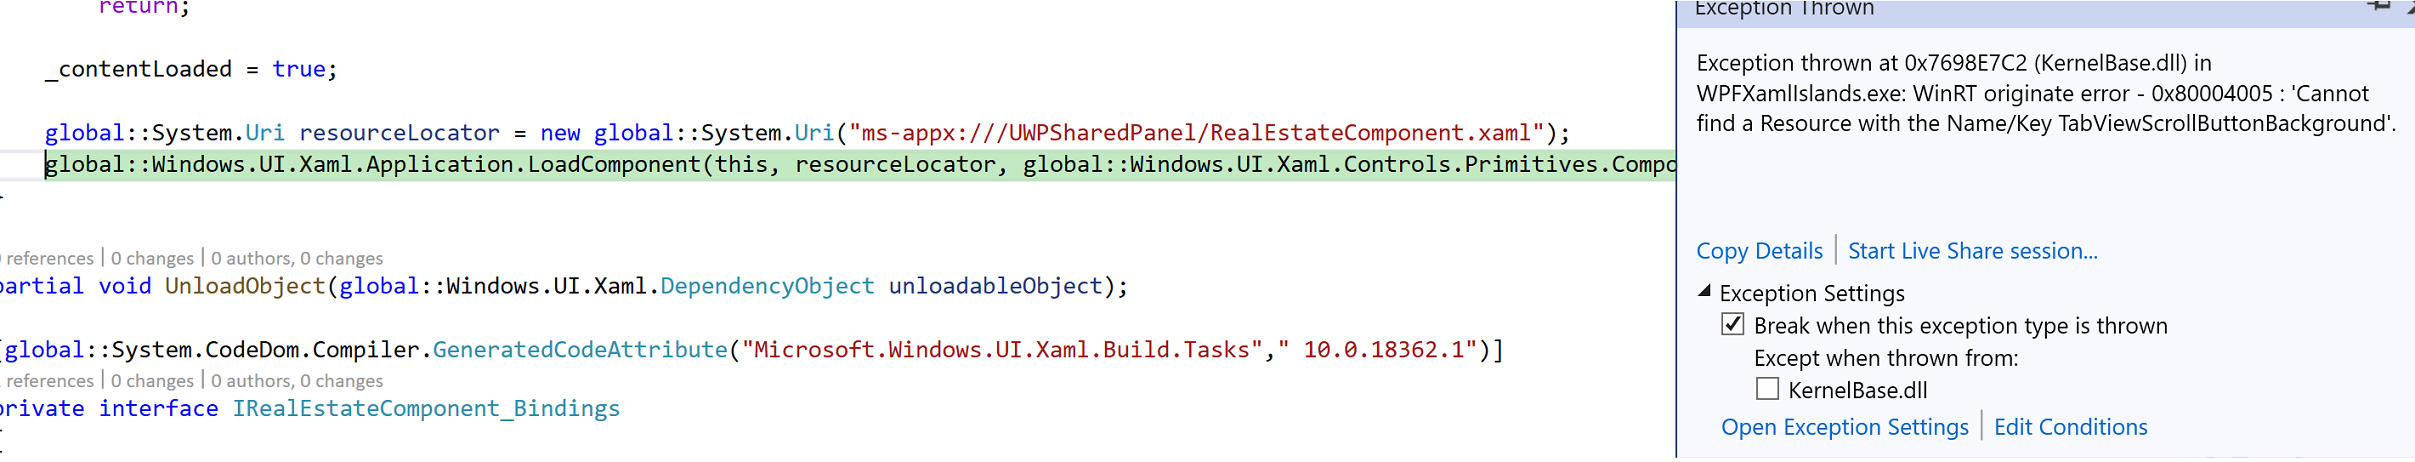 return;
Exception Thrown
_contentLoaded = true;
Exception thrown at 0x7698E7C2 (KernelBase.dll) in
WPFXamlIslands.exe: WinRT originate error - 0x80004005 : 'Cannot
find a Resource with the Name/Key TabViewScrollButtonBackground'.
global::System.Uri resourceLocator = new global::System.Uri("ms-appx:///UWPSharedPanel/RealEstateComponent.xaml");
global::Windows.UI.Xaml.Application.LoadComponent(this, resourceLocator, global::Windows.UI.Xaml.Controls.Primitives.Compo
references | 0 changes | 0 authors, 0 changes
partial void UnloadObject(global::Windows.UI.Xaml.DependencyObject unloadableObject);
[global::System.CodeDom.Compiler.GeneratedCodeAttribute("Microsoft.Windows.UI.Xaml.Build.Tasks"," 10.0.18362.1")]
references | 0 changes | 0 authors, 0 changes
private interface IRealEstateComponent_Bindings
Copy Details | Start Live Share session...
Exception Settings
Break when this exception type is thrown
Except when thrown from:
KernelBase.dll
Open Exception Settings | Edit Conditions